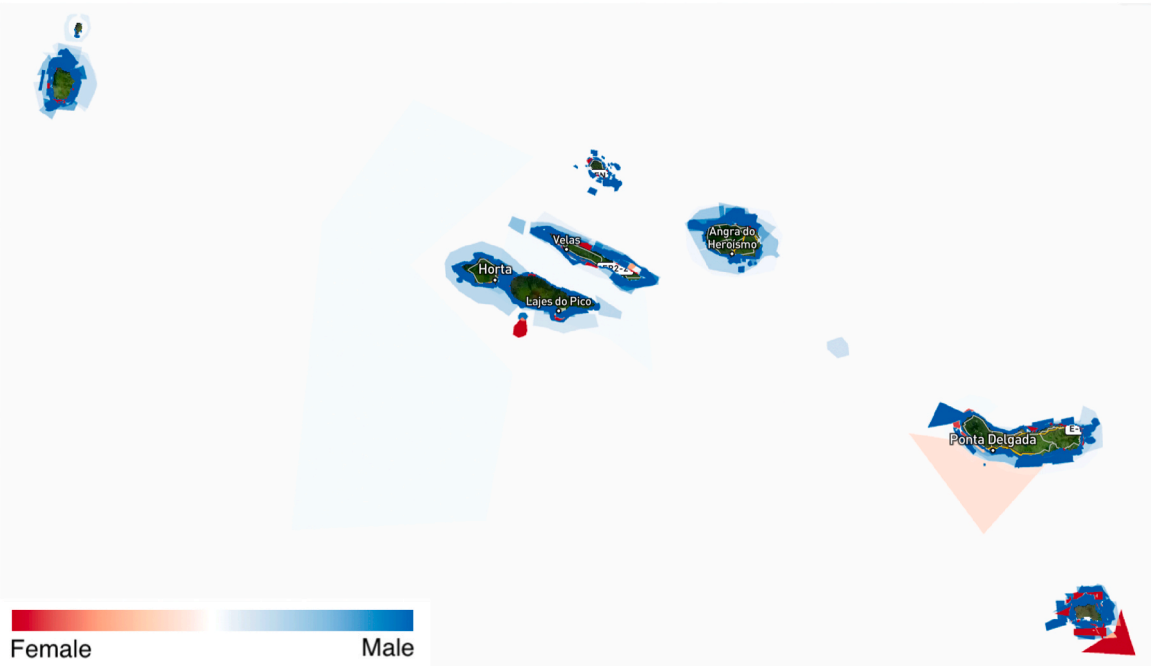 Velas
Angra do
Heroísmo
Horta
Lajes do Pico
Ponta Delgada
Female
Male